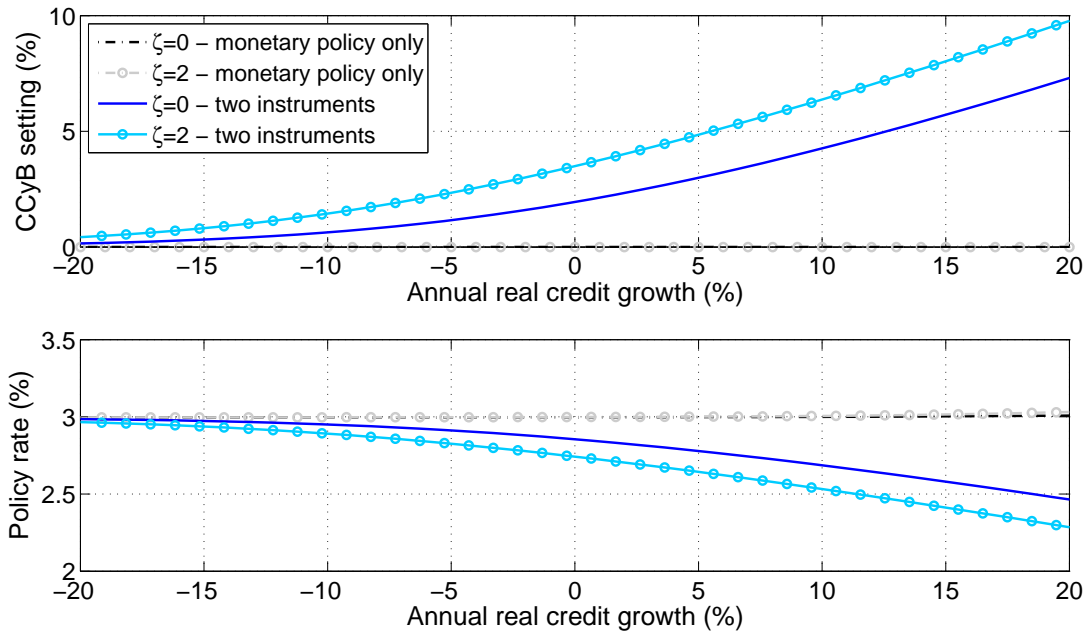 10
5
0
CCyB setting (%)
ζ=0 − monetary policy only
ζ=2 − monetary policy only
ζ=0 − two instruments
ζ=2 − two instruments
−20 −15 −10 −5 0 5 10 15 20
Annual real credit growth (%)
3.5
3
2.5
2
Policy rate (%)
−20 −15 −10 −5 0 5 10 15 20
Annual real credit growth (%)